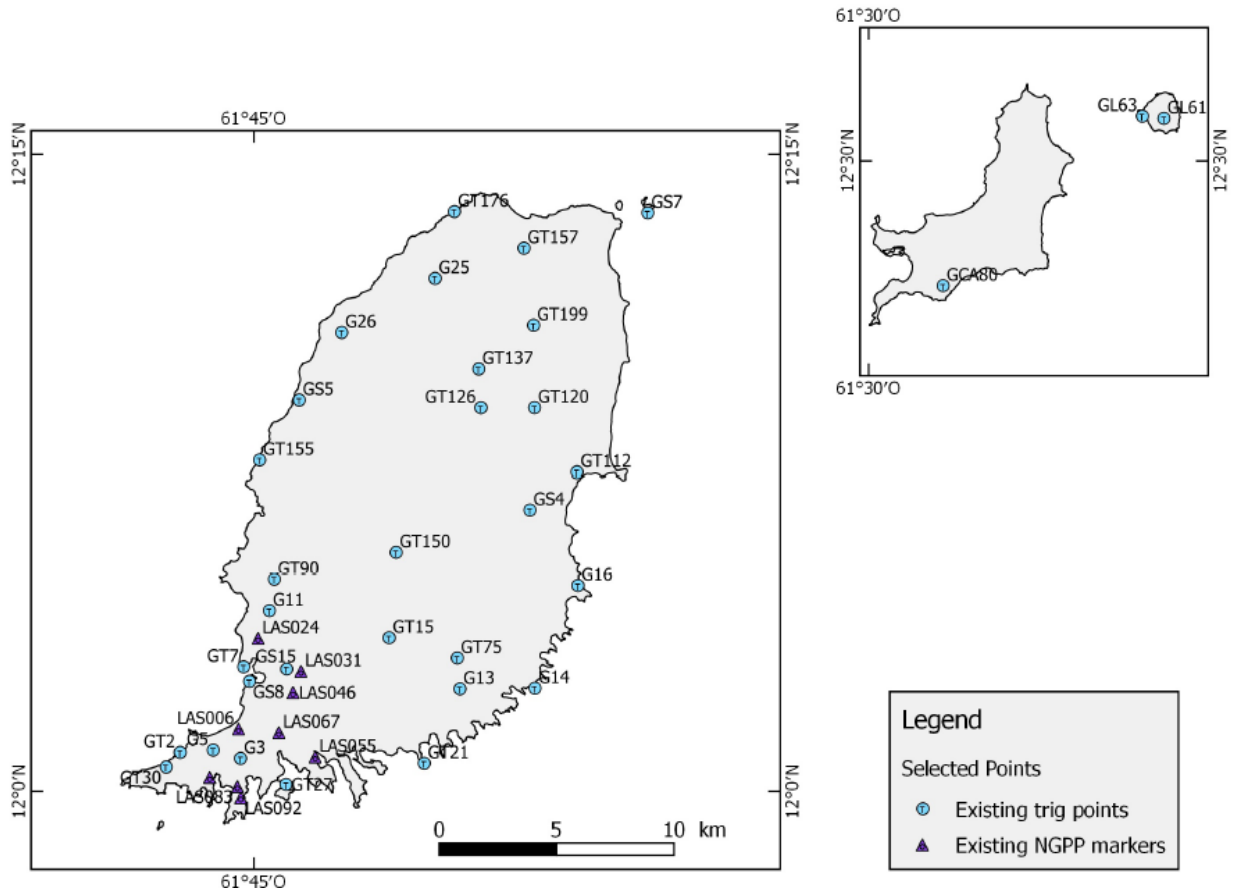 61°30'O
GL63
GL61
12°30'N
12°30'N
GCA80
61°30'O
61°45'O
12°15'N
12°15'N
GT176
GS7
GT157
G25
GT199
G26
GT137
GT126
GT120
GS5
GT155
GT112
GS4
GT150
G16
GT90
G11
LAS024
GT15
GT7
GS15
LAS031
GT75
GS8
LAS046
G13
G14
LAS006
LAS067
GT2
G5
G3
LAS055
GT21
GT30
GT27
LAS083
LAS092
12°0'N
12°0'N
0 5 10 km
61°45'O
Legend
Selected Points
Existing trig points
Existing NGPP markers